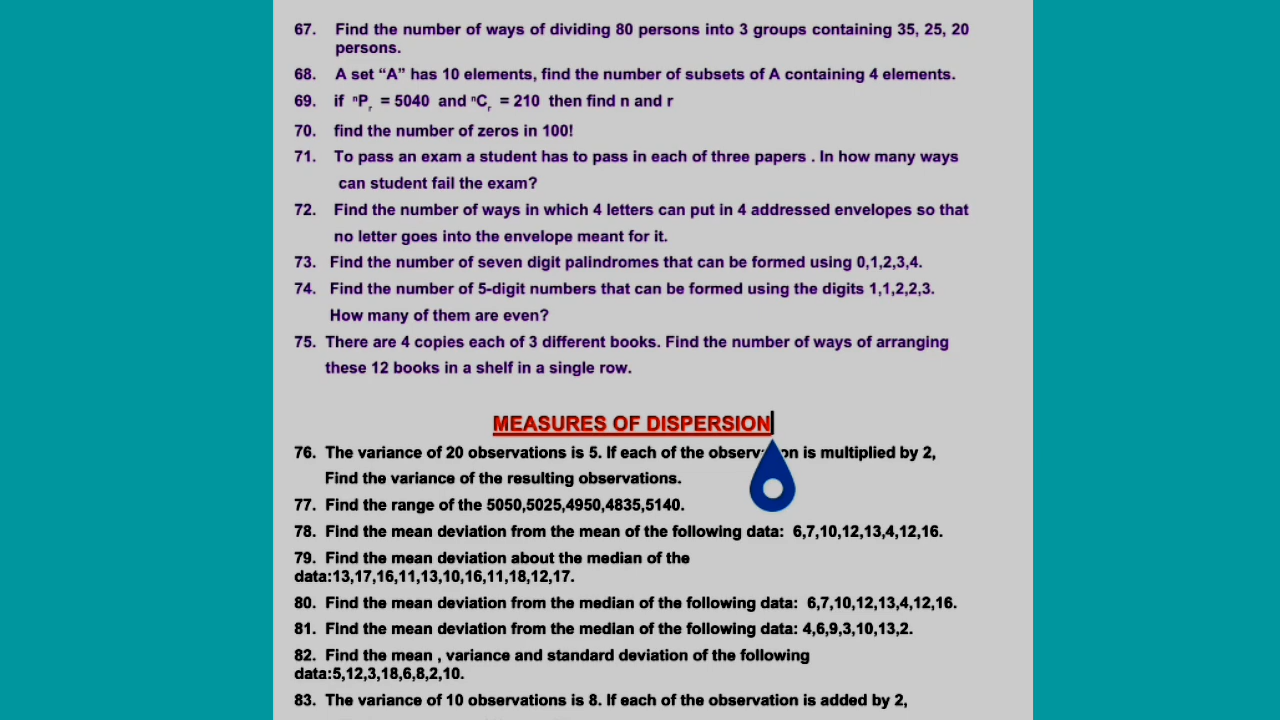 67. Find the number of ways of dividing 80 persons into 3 groups containing 35, 25, 20
persons.
68. A set “A” has 10 elements, find the number of subsets of A containing 4 elements.
69. if ⁿPᵣ = 5040 and ⁿCᵣ = 210 then find n and r
70. find the number of zeros in 100!
71. To pass an exam a student has to pass in each of three papers . In how many ways
can student fail the exam?
72. Find the number of ways in which 4 letters can put in 4 addressed envelopes so that
no letter goes into the envelope meant for it.
73. Find the number of seven digit palindromes that can be formed using 0,1,2,3,4.
74. Find the number of 5-digit numbers that can be formed using the digits 1,1,2,2,3.
How many of them are even?
75. There are 4 copies each of 3 different books. Find the number of ways of arranging
these 12 books in a shelf in a single row.
MEASURES OF DISPERSION
76. The variance of 20 observations is 5. If each of the observation is multiplied by 2,
Find the variance of the resulting observations.
77. Find the range of the 5050,5025,4950,4835,5140.
78. Find the mean deviation from the mean of the following data: 6,7,10,12,13,4,12,16.
79. Find the mean deviation about the median of the
data:13,17,16,11,13,10,16,11,18,12,17.
80. Find the mean deviation from the median of the following data: 6,7,10,12,13,4,12,16.
81. FInd the mean deviation from the median of the following data: 4,6,9,3,10,13,2.
82. Find the mean , variance and standard deviation of the following
data:5,12,3,18,6,8,2,10.
83. The variance of 10 observations is 8. If each of the observation is added by 2,